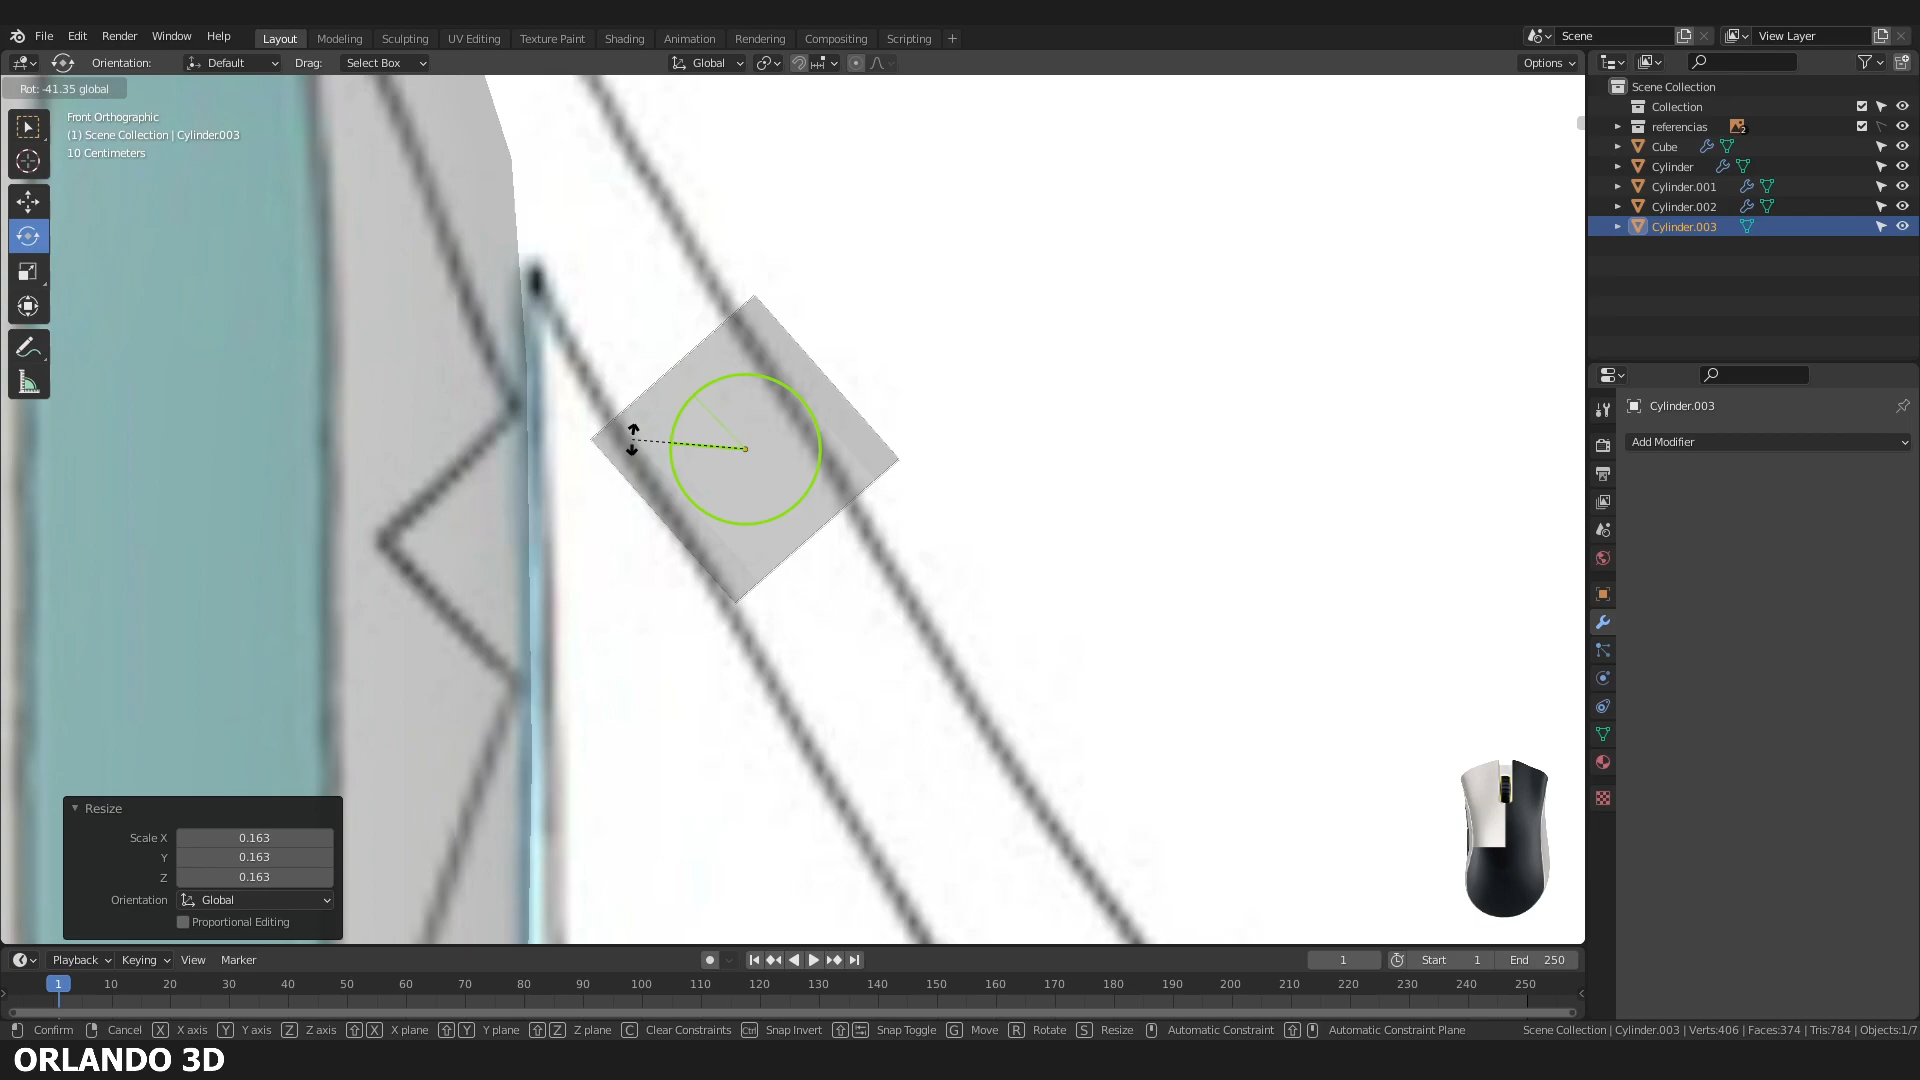 File Edit Render Window Help Layout Modeling Sculpting UV Editing Texture Paint Shading Animation Rendering Compositing Scripting + Scene View Layer
Orientation: Default Drag: Select Box Global Options
Rot: -41.35 global
Front Orthographic
(1) Scene Collection | Cylinder.003
10 Centimeters
Scene Collection
Collection
referencias 2
Cube
Cylinder
Cylinder.001
Cylinder.002
Cylinder.003
Cylinder.003
Add Modifier
Resize
Scale X 0.163
Y 0.163
Z 0.163
Orientation Global
Proportional Editing
Playback Keying View Marker 1 Start 1 End 250
1 10 20 30 40 50 60 70 80 90 100 110 120 130 140 150 160 170 180 190 200 210 220 230 240 250
Confirm Cancel X X axis Y Y axis Z Z axis X X plane Y Y plane Z Z plane C Clear Constraints Ctrl Snap Invert Snap Toggle G Move R Rotate S Resize Automatic Constraint Automatic Constraint Plane Scene Collection | Cylinder.003 | Verts:406 | Faces:374 | Tris:784 | Objects:1/7
ORLANDO 3D